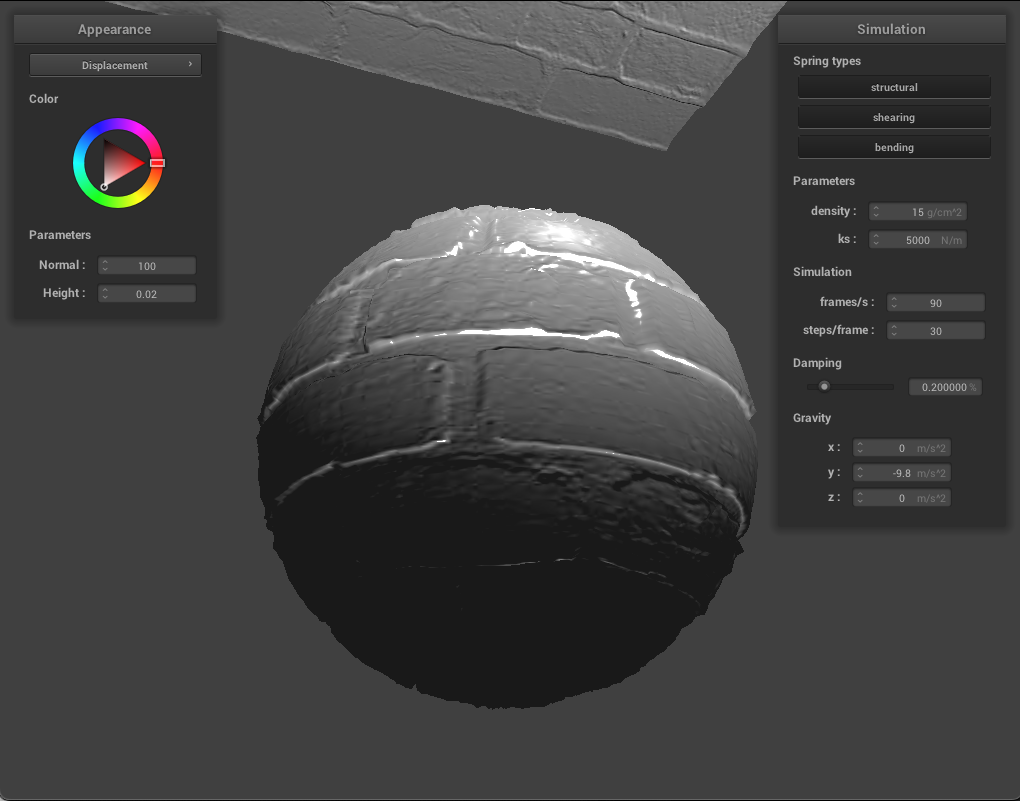 Appearance
Displacement
Color
Parameters
Normal : 100
Height : 0.02
Simulation
Spring types
structural
shearing
bending
Parameters
density : 15 g/cm^2
ks : 5000 N/m
Simulation
frames/s : 90
steps/frame : 30
Damping
0.200000 %
Gravity
x : 0 m/s^2
y : -9.8 m/s^2
z : 0 m/s^2